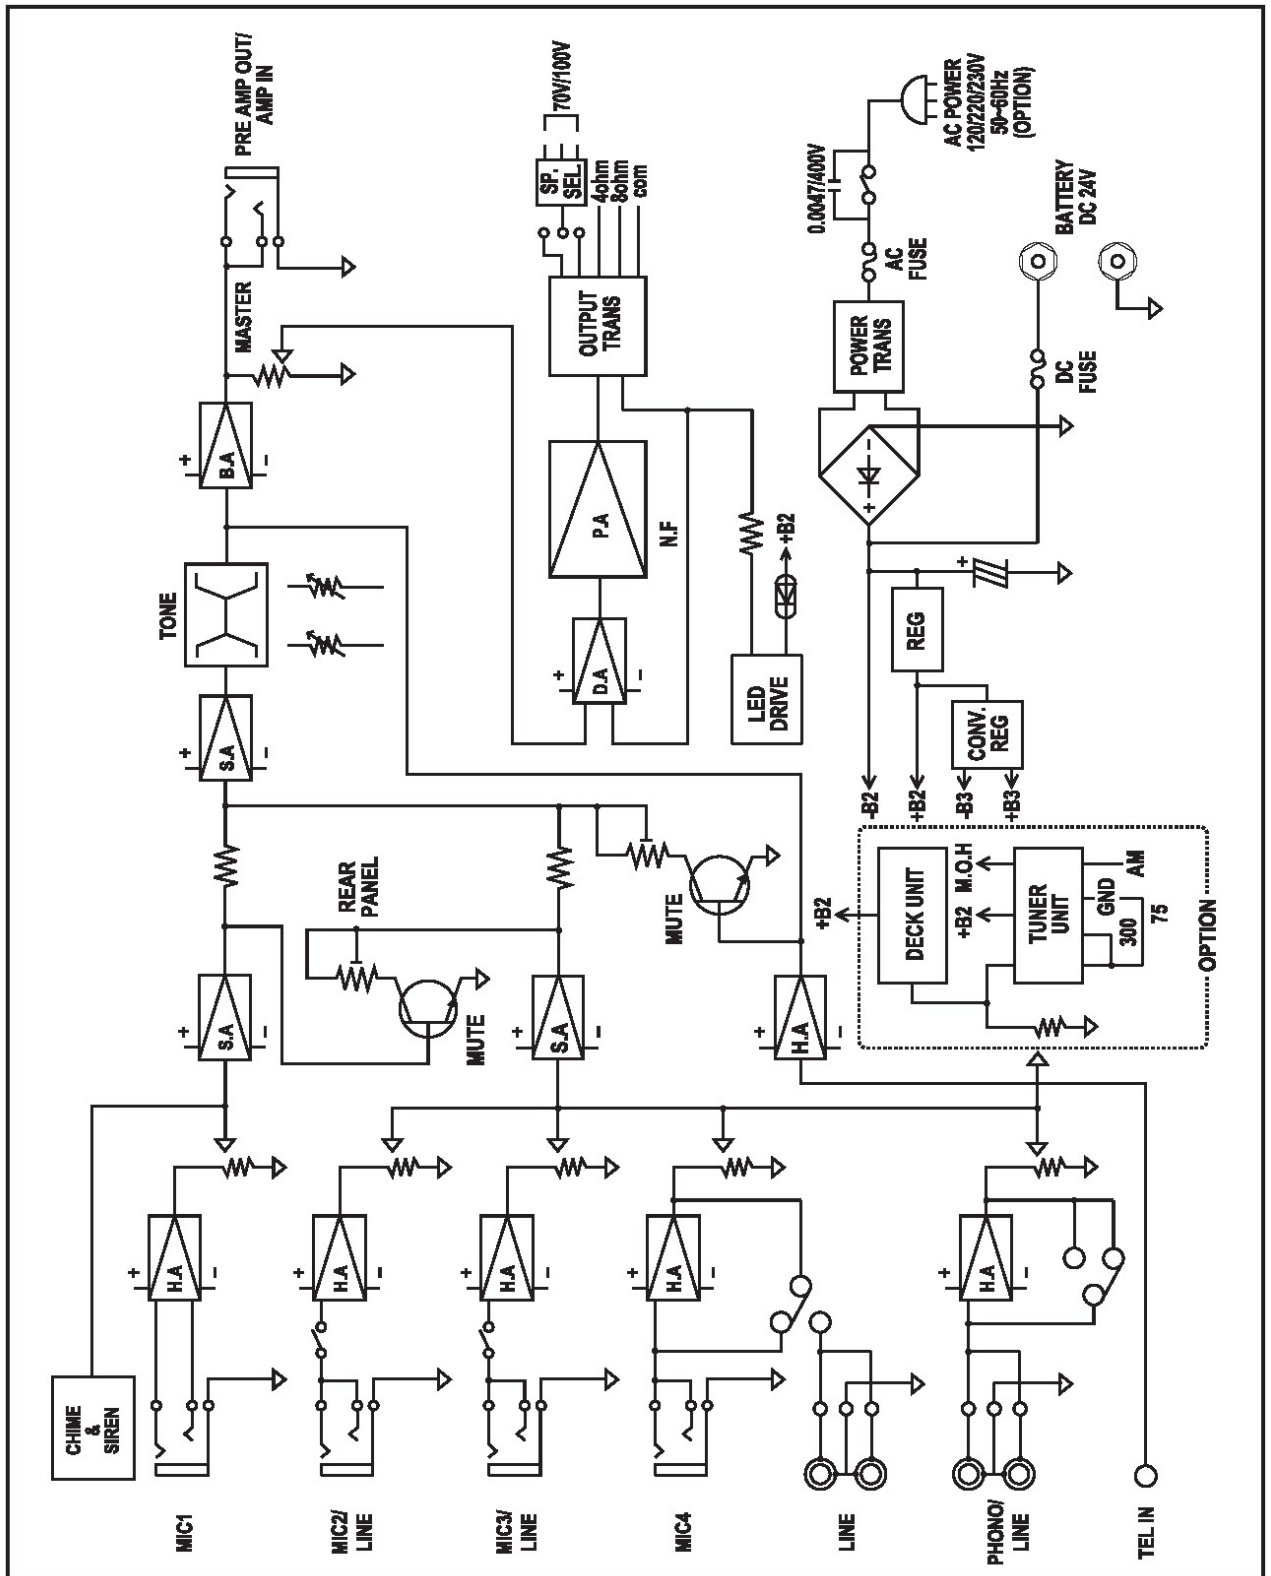 PRE AMP OUT/
AMP IN
MASTER
+
B.A
−
TONE
+
S.A
−
REAR
PANEL
+
S.A
−
MUTE
+
H.A
−
CHIME
&
SIREN
MIC1
70V/100V
SP.
SEL.
4ohm
8ohm
com
OUTPUT
TRANS
P.A
N.F
+
D.A
−
LED
DRIVE
+B2
MUTE
+
S.A
−
+
H.A
−
+
H.A
−
MIC2/
LINE
+
H.A
−
MIC3/
LINE
+
H.A
−
MIC4
LINE
AC POWER
120/220/230V
50~60Hz
(OPTION)
0.0047/400V
AC
FUSE
POWER
TRANS
BATTERY
DC 24V
DC
FUSE
−
+
+
REG
CONV.
REG
-B2
+B2
-B3
+B3
+B2
DECK UNIT
M.O.H
+B2
TUNER
UNIT
AM
GND
300
75
OPTION
+
H.A
−
PHONO/
LINE
TEL IN